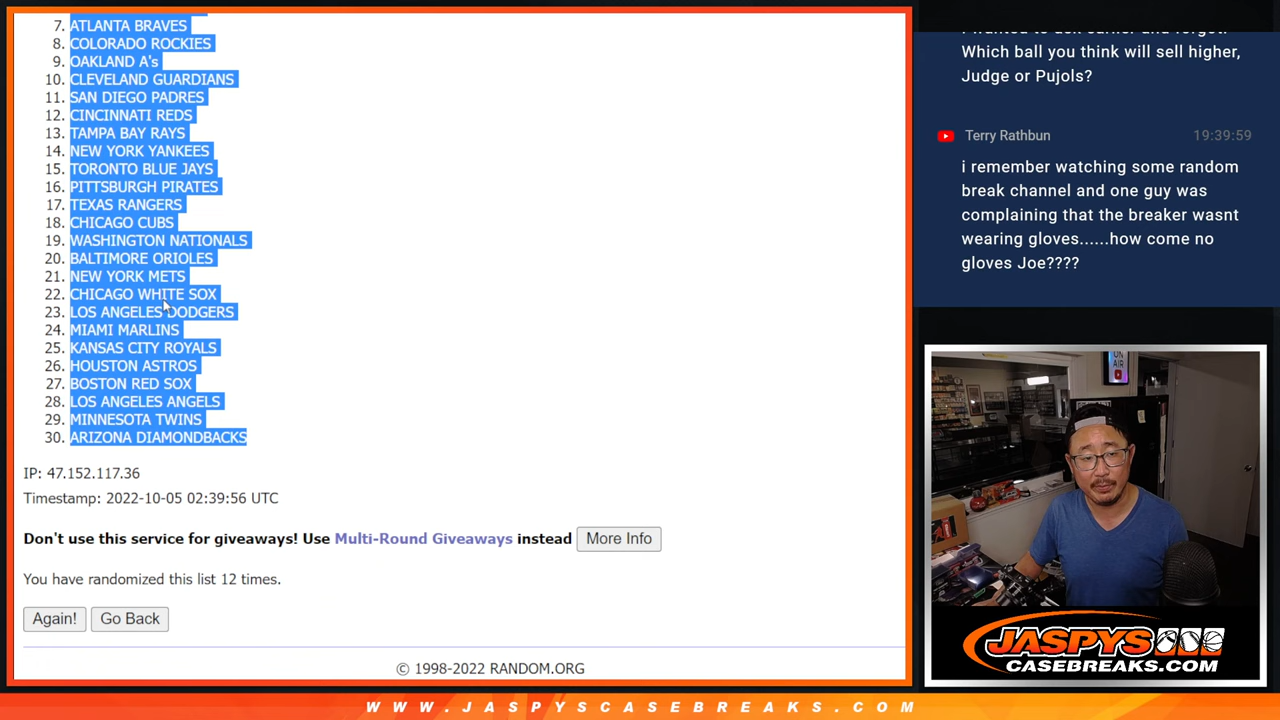 7. ATLANTA BRAVES
8. COLORADO ROCKIES
9. OAKLAND A's
10. CLEVELAND GUARDIANS
11. SAN DIEGO PADRES
12. CINCINNATI REDS
13. TAMPA BAY RAYS
14. NEW YORK YANKEES
15. TORONTO BLUE JAYS
16. PITTSBURGH PIRATES
17. TEXAS RANGERS
18. CHICAGO CUBS
19. WASHINGTON NATIONALS
20. BALTIMORE ORIOLES
21. NEW YORK METS
22. CHICAGO WHITE SOX
23. LOS ANGELES DODGERS
24. MIAMI MARLINS
25. KANSAS CITY ROYALS
26. HOUSTON ASTROS
27. BOSTON RED SOX
28. LOS ANGELES ANGELS
29. MINNESOTA TWINS
30. ARIZONA DIAMONDBACKS
IP: 47.152.117.36
Timestamp: 2022-10-05 02:39:56 UTC
Don't use this service for giveaways! Use Multi-Round Giveaways instead More Info
You have randomized this list 12 times.
Again! Go Back
© 1998-2022 RANDOM.ORG
I wanted to ask earlier and forgot.
Which ball you think will sell higher,
Judge or Pujols?
Terry Rathbun 19:39:59
i remember watching some random
break channel and one guy was
complaining that the breaker wasnt
wearing gloves......how come no
gloves Joe????
ON
AIR
JASPYS
CASEBREAKS.COM
WWW.JASPYSCASEBREAKS.COM